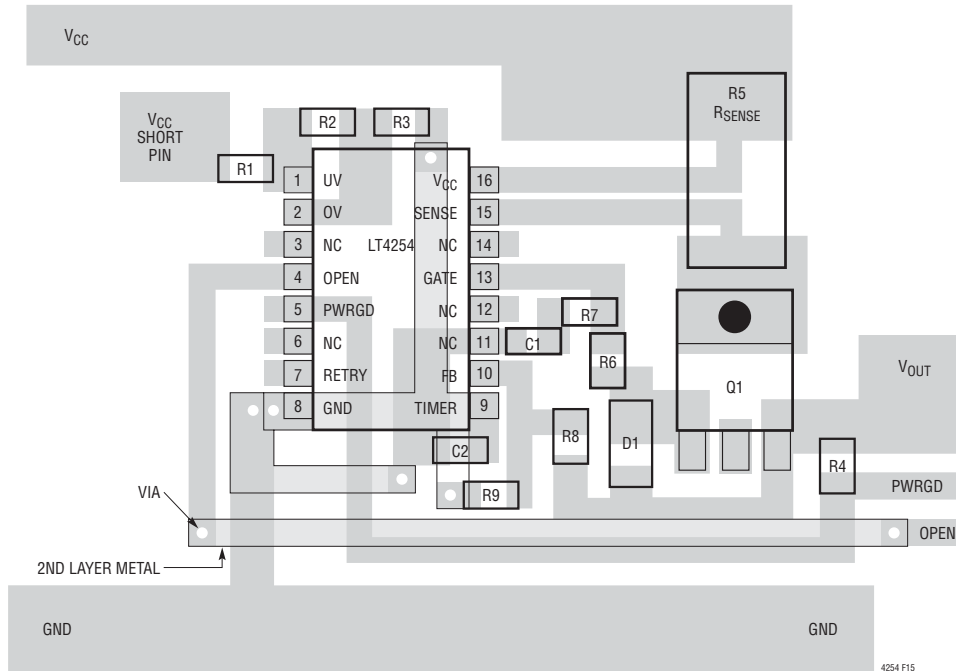 VCC
R5
RSENSE
VCC
SHORT
PIN
R2
R3
R1
1 UV
VCC 16
2 OV
SENSE 15
3 NC
LT4254
NC 14
4 OPEN
GATE 13
5 PWRGD
NC 12
6 NC
NC 11
7 RETRY
FB 10
8 GND
TIMER 9
R7
C1
R6
Q1
VOUT
R8
D1
C2
R4
R9
PWRGD
VIA
OPEN
2ND LAYER METAL
GND
GND
4254 F15